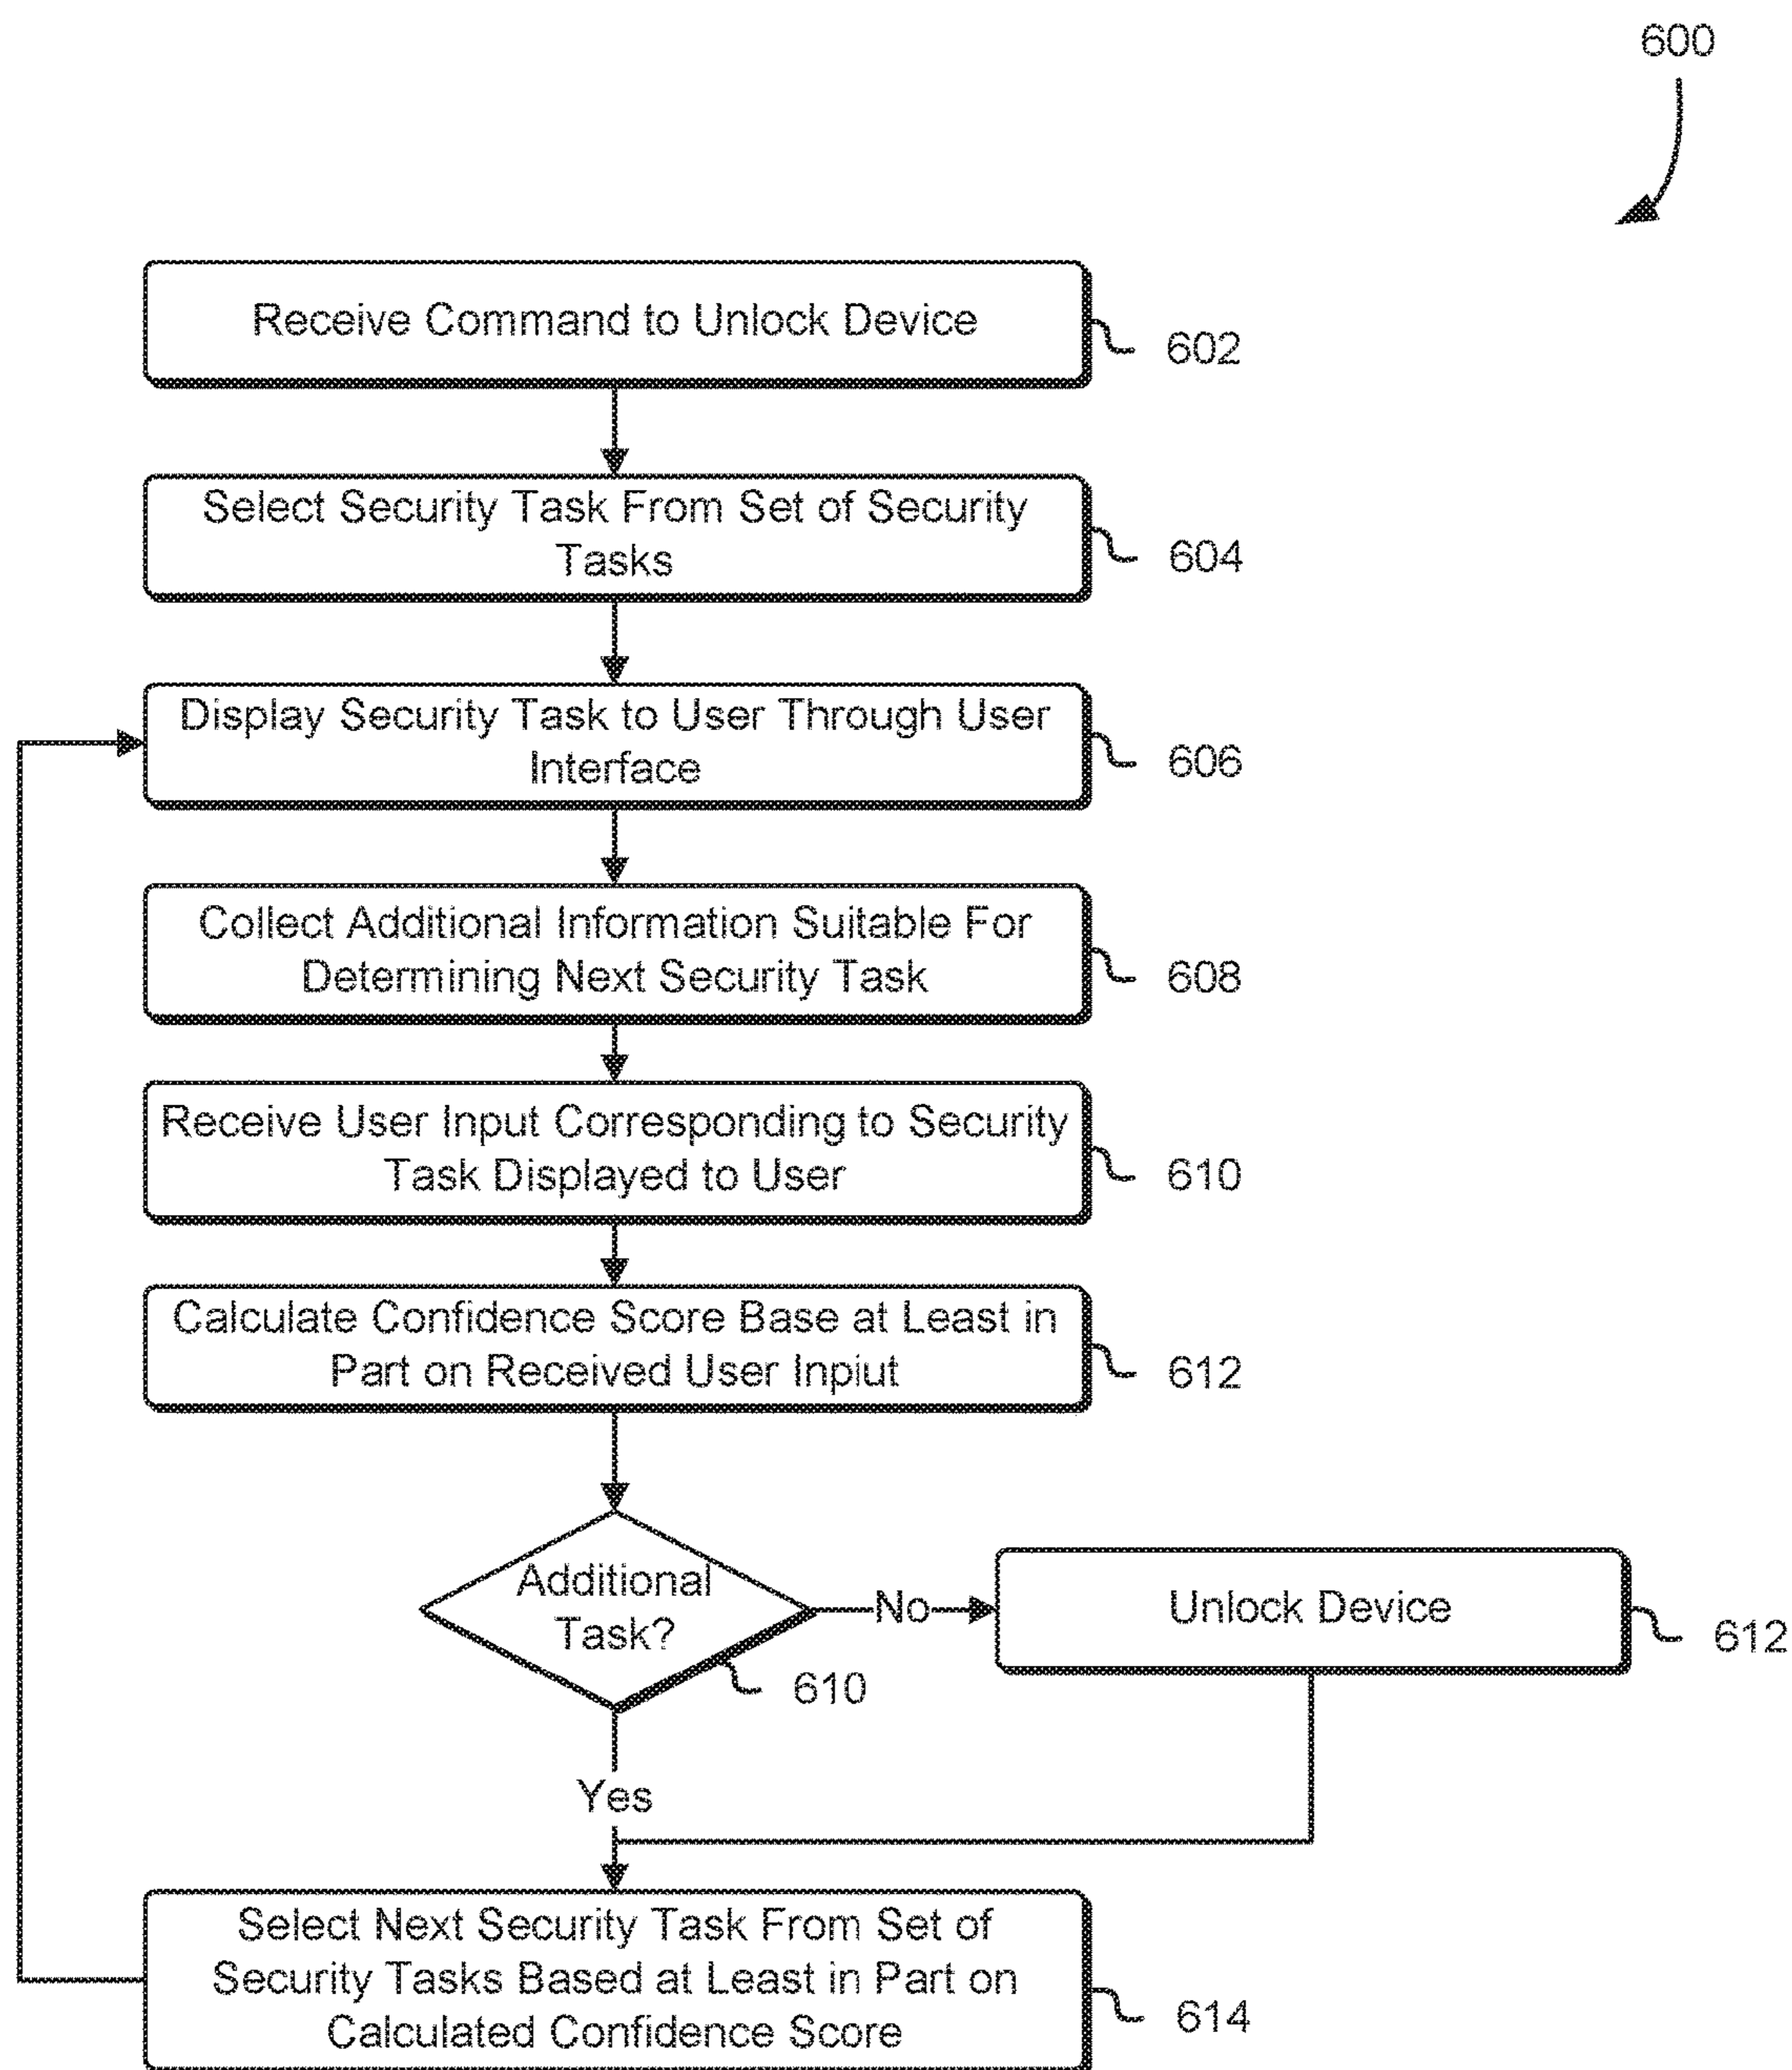 600
Receive Command to Unlock Device
602
Select Security Task From Set of Security
Tasks
604
Display Security Task to User Through User
Interface
606
Collect Additional Information Suitable For
Determining Next Security Task
608
Receive User Input Corresponding to Security
Task Displayed to User
610
Calculate Confidence Score Base at Least in
Part on Received User Inpiut
612
Additional
Task?
610
No
Unlock Device
612
Yes
Select Next Security Task From Set of
Security Tasks Based at Least in Part on
Calculated Confidence Score
614